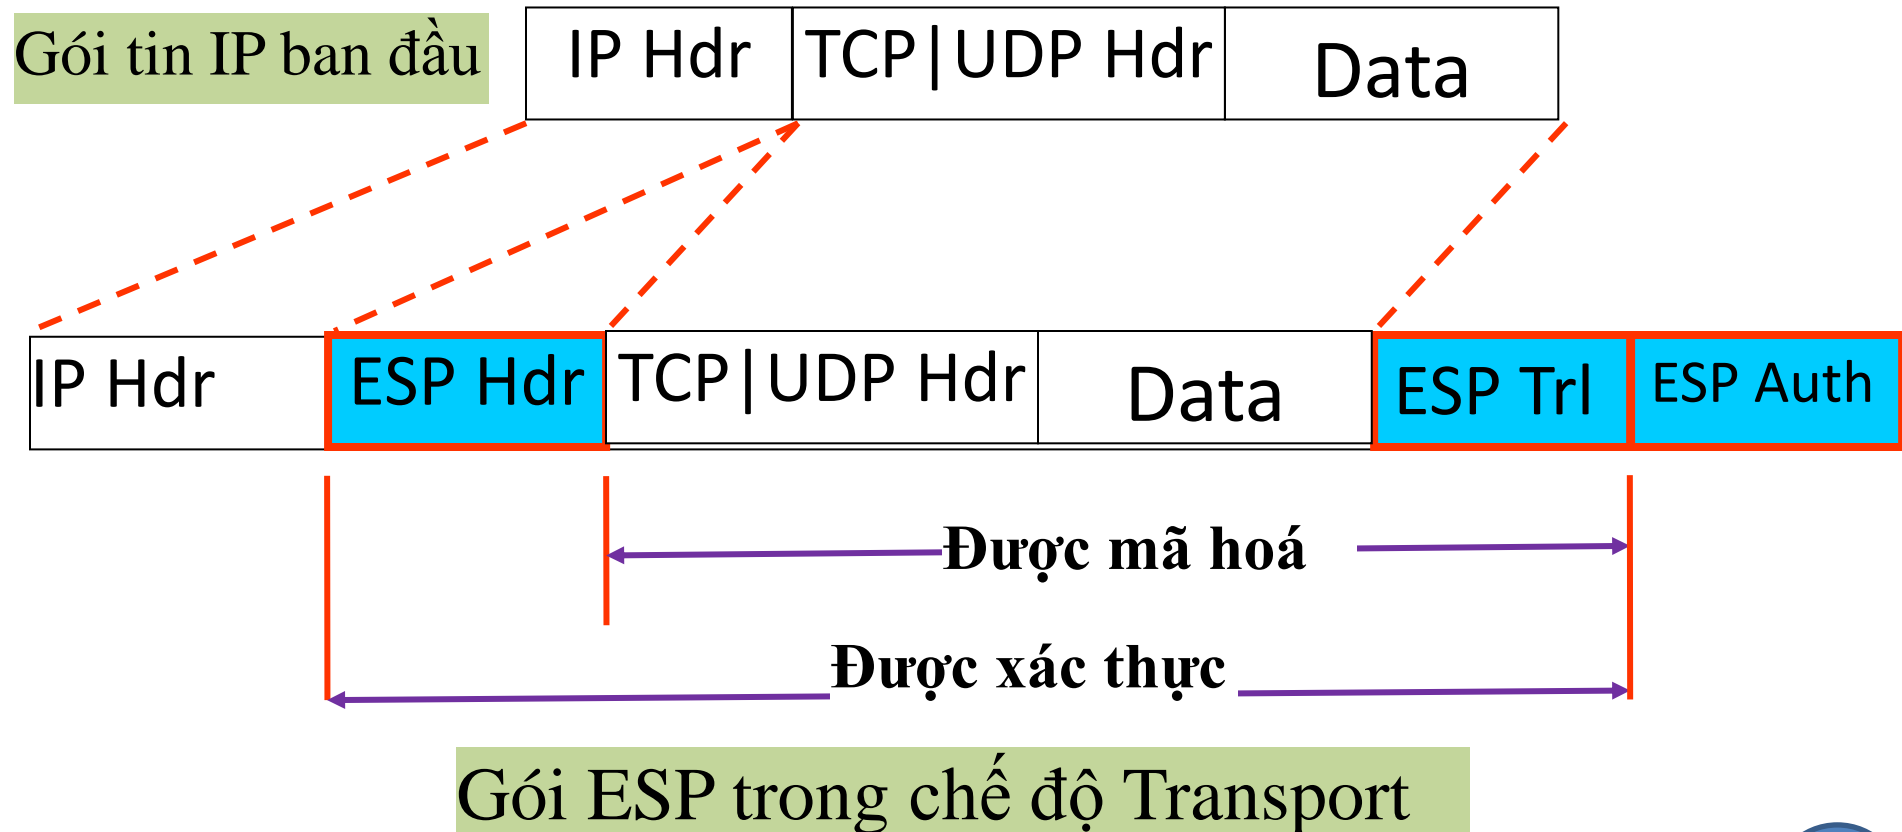 Gói tin IP ban đầu IP Hdr TCP|UDP Hdr Data
IP Hdr ESP Hdr TCP|UDP Hdr Data ESP Trl ESP Auth
Được mã hoá
Được xác thực
Gói ESP trong chế độ Transport